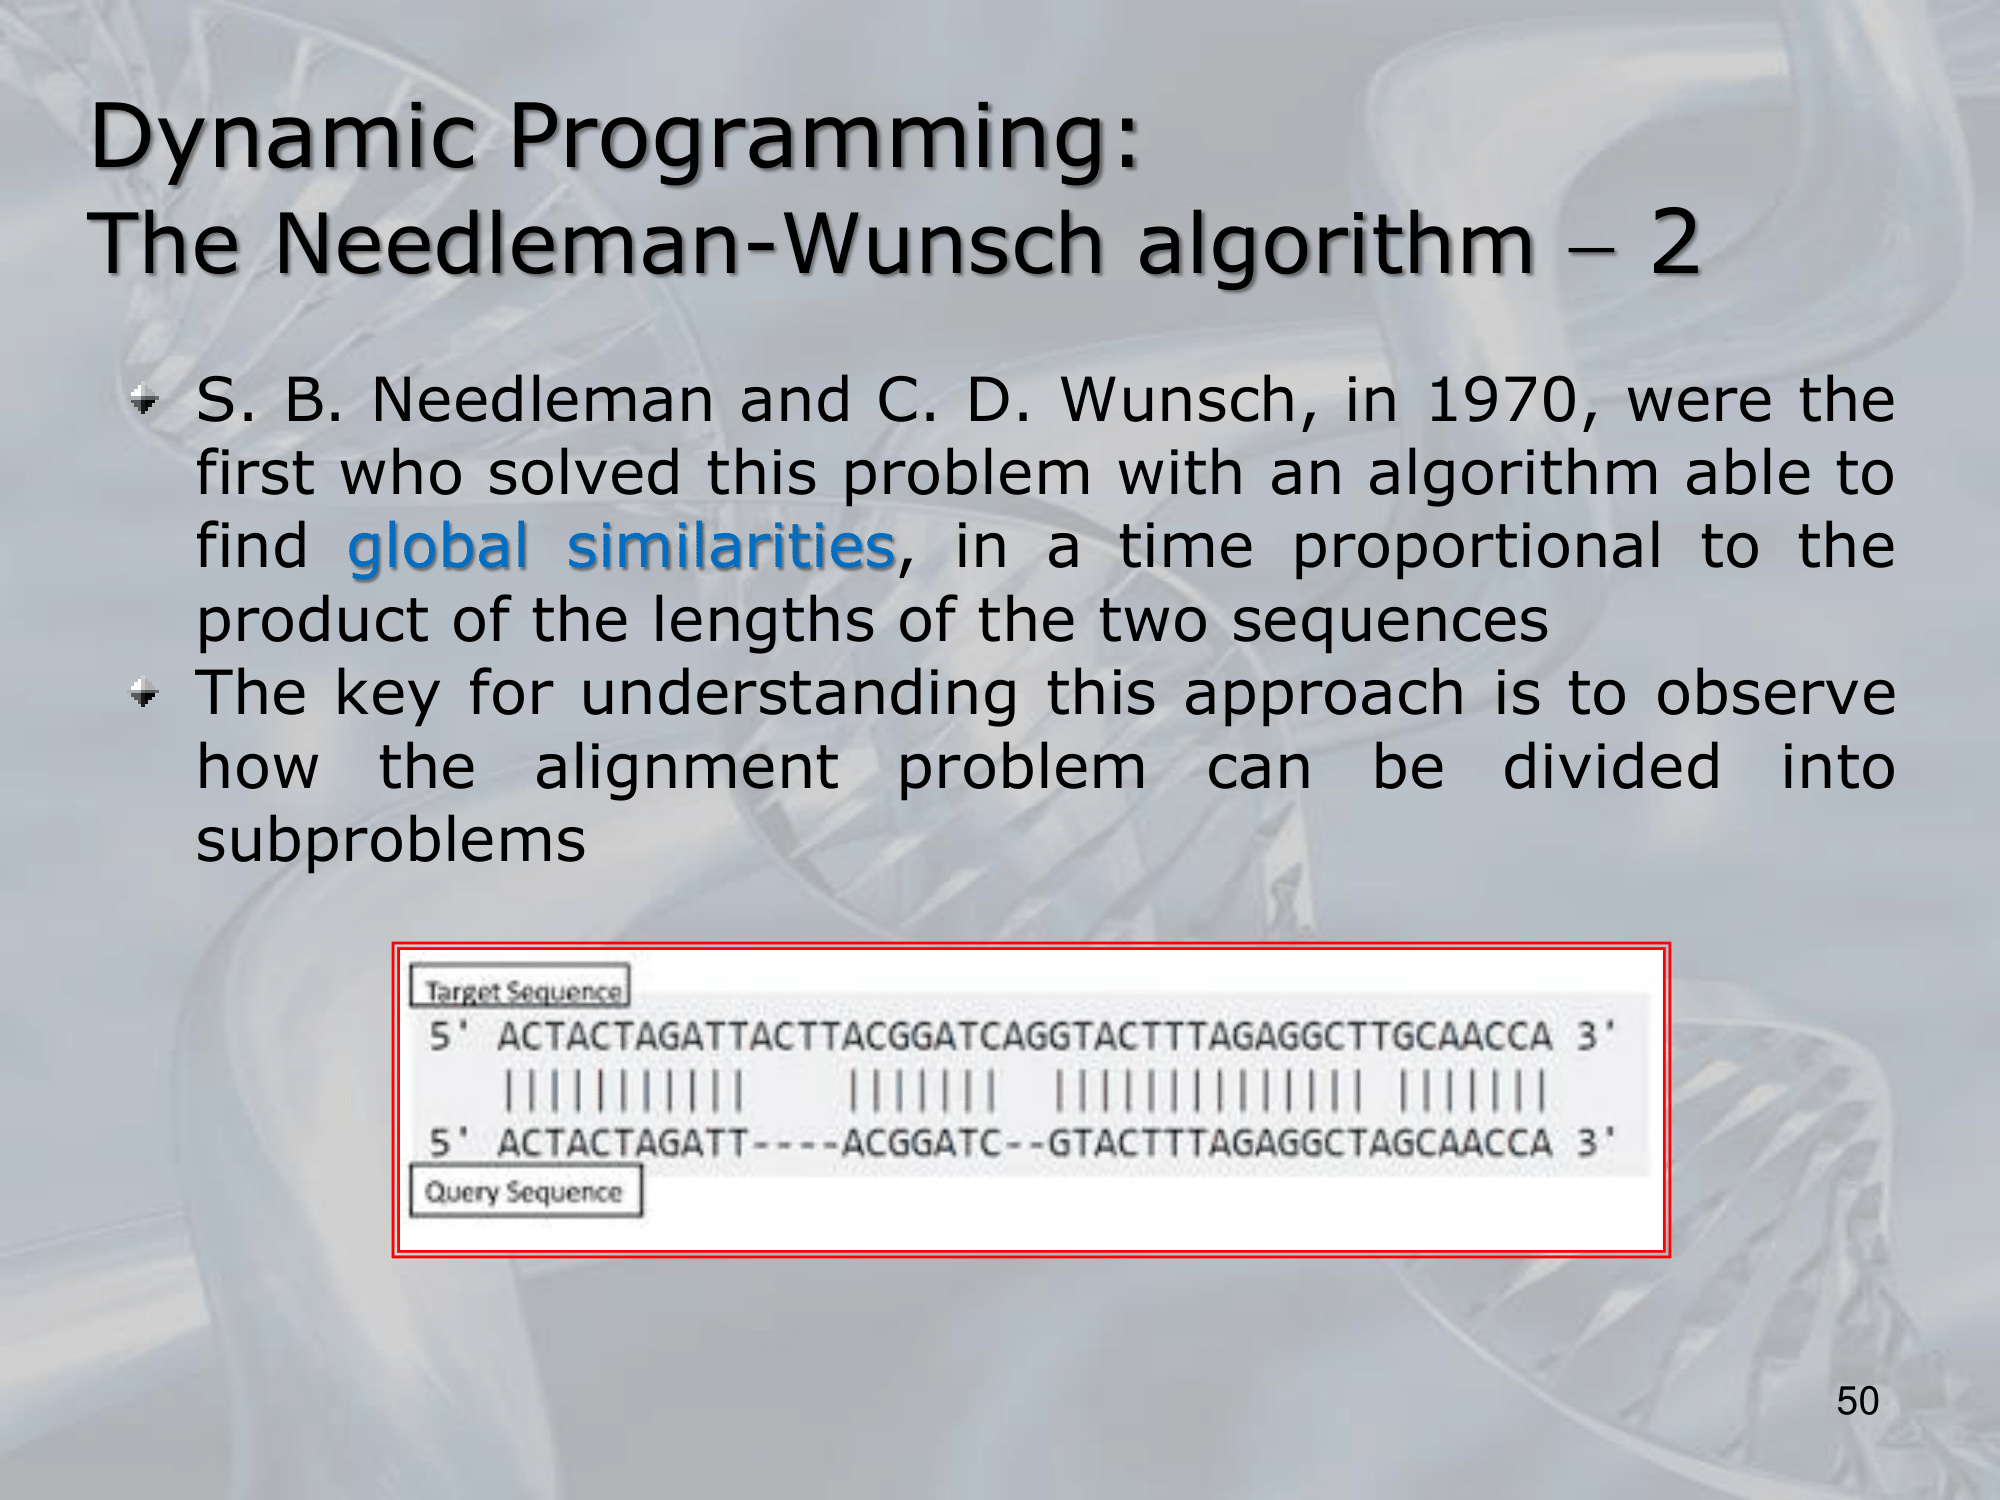 Dynamic Programming:
The Needleman-Wunsch algorithm – 2
S. B. Needleman and C. D. Wunsch, in 1970, were the
first who solved this problem with an algorithm able to
find global similarities, in a time proportional to the
product of the lengths of the two sequences
The key for understanding this approach is to observe
how the alignment problem can be divided into
subproblems
Target Sequence
5' ACTACTAGATTACTTACGGATCAGGTACTTTAGAGGCTTGCAACCA 3'
||||||||||| ||||||| |||||||||||||| |||||||
5' ACTACTAGATT----ACGGATC--GTACTTTAGAGGCTAGCAACCA 3'
Query Sequence
50